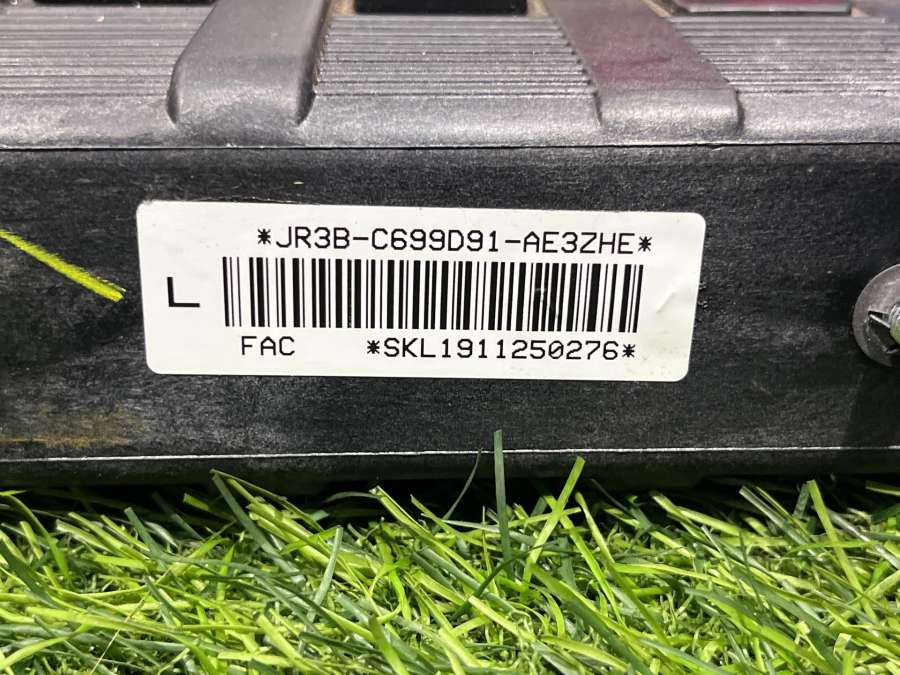 *JR3B-C699D91-AE3ZHE*
L
FAC *SKL1911250276*